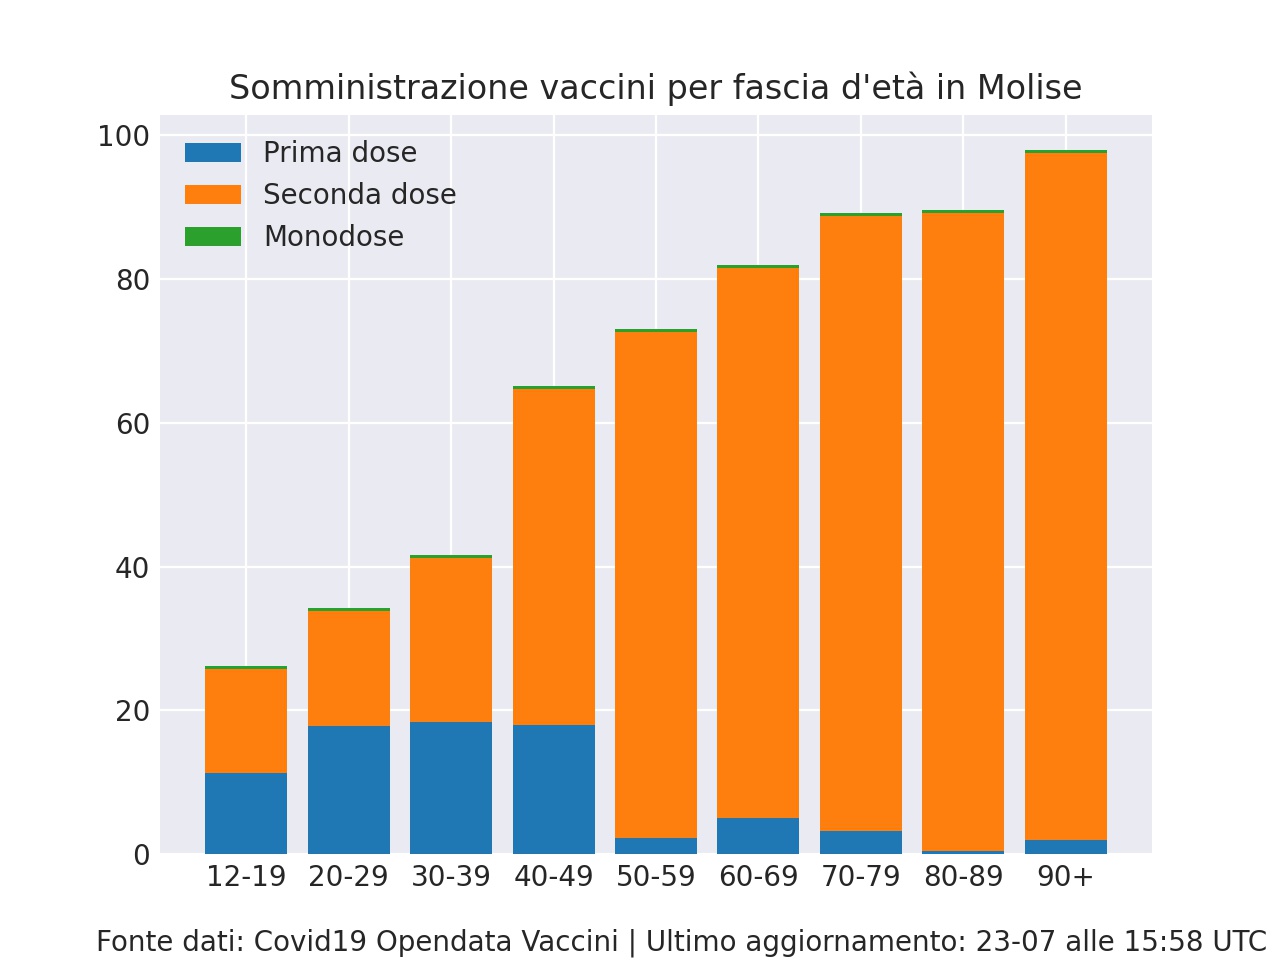 Somministrazione vaccini per fascia d'età in Molise
Prima dose
Seconda dose
Monodose
100
80
60
40
20
0
12-19 20-29 30-39 40-49 50-59 60-69 70-79 80-89 90+
Fonte dati: Covid19 Opendata Vaccini | Ultimo aggiornamento: 23-07 alle 15:58 UTC